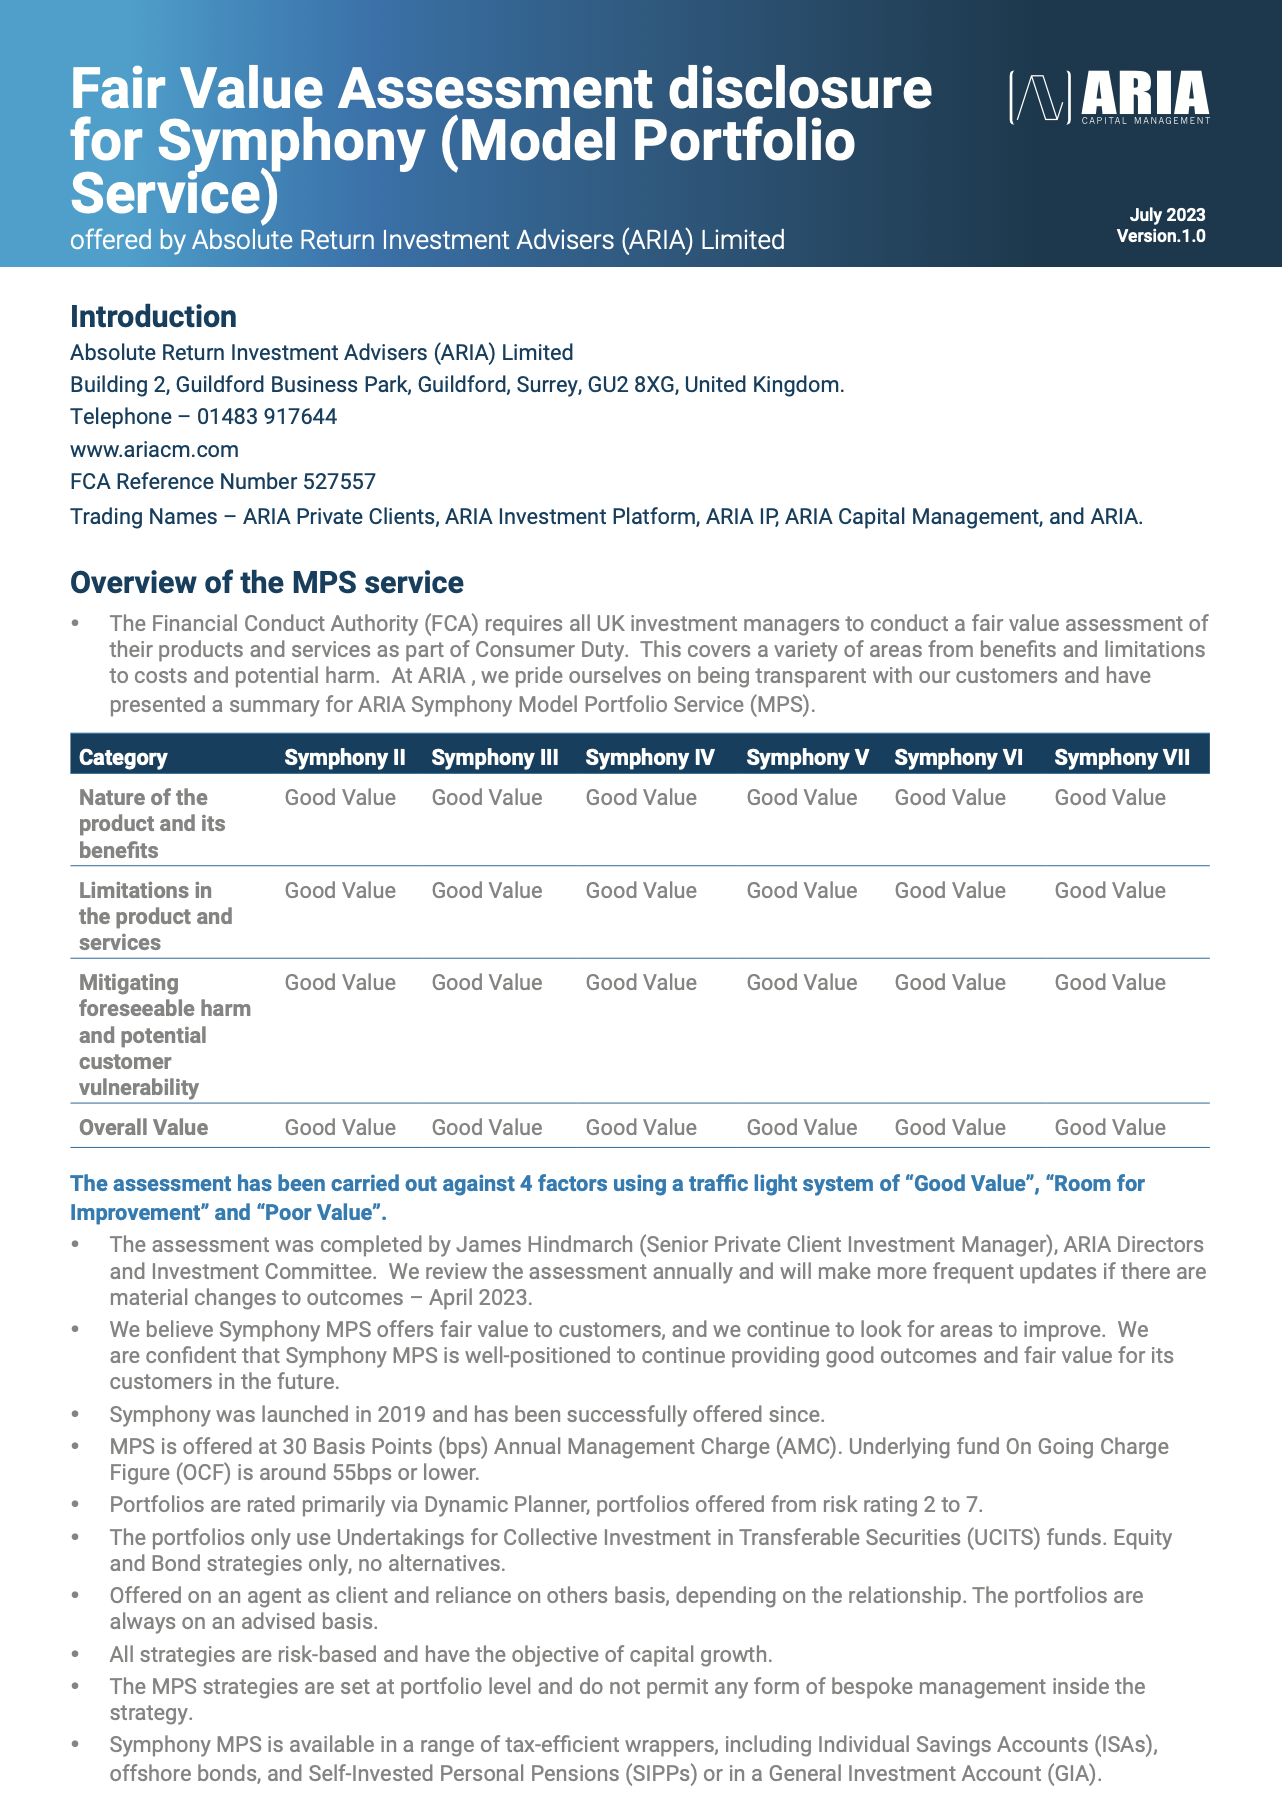 Fair Value Assessment disclosure
for Symphony (Model Portfolio
Service)
offered by Absolute Return Investment Advisers (ARIA) Limited
ARIA
CAPITAL MANAGEMENT
July 2023
Version.1.0
Introduction
Absolute Return Investment Advisers (ARIA) Limited
Building 2, Guildford Business Park, Guildford, Surrey, GU2 8XG, United Kingdom.
Telephone – 01483 917644
www.ariacm.com
FCA Reference Number 527557
Trading Names – ARIA Private Clients, ARIA Investment Platform, ARIA IP, ARIA Capital Management, and ARIA.
Overview of the MPS service
• The Financial Conduct Authority (FCA) requires all UK investment managers to conduct a fair value assessment of
their products and services as part of Consumer Duty. This covers a variety of areas from benefits and limitations
to costs and potential harm. At ARIA , we pride ourselves on being transparent with our customers and have
presented a summary for ARIA Symphony Model Portfolio Service (MPS).
Category Symphony II Symphony III Symphony IV Symphony V Symphony VI Symphony VII
Nature of the Good Value Good Value Good Value Good Value Good Value Good Value
product and its
benefits
Limitations in Good Value Good Value Good Value Good Value Good Value Good Value
the product and
services
Mitigating Good Value Good Value Good Value Good Value Good Value Good Value
foreseeable harm
and potential
customer
vulnerability
Overall Value Good Value Good Value Good Value Good Value Good Value Good Value
The assessment has been carried out against 4 factors using a traffic light system of “Good Value”, “Room for
Improvement” and “Poor Value”.
• The assessment was completed by James Hindmarch (Senior Private Client Investment Manager), ARIA Directors
and Investment Committee. We review the assessment annually and will make more frequent updates if there are
material changes to outcomes – April 2023.
• We believe Symphony MPS offers fair value to customers, and we continue to look for areas to improve. We
are confident that Symphony MPS is well-positioned to continue providing good outcomes and fair value for its
customers in the future.
• Symphony was launched in 2019 and has been successfully offered since.
• MPS is offered at 30 Basis Points (bps) Annual Management Charge (AMC). Underlying fund On Going Charge
Figure (OCF) is around 55bps or lower.
• Portfolios are rated primarily via Dynamic Planner, portfolios offered from risk rating 2 to 7.
• The portfolios only use Undertakings for Collective Investment in Transferable Securities (UCITS) funds. Equity
and Bond strategies only, no alternatives.
• Offered on an agent as client and reliance on others basis, depending on the relationship. The portfolios are
always on an advised basis.
• All strategies are risk-based and have the objective of capital growth.
• The MPS strategies are set at portfolio level and do not permit any form of bespoke management inside the
strategy.
• Symphony MPS is available in a range of tax-efficient wrappers, including Individual Savings Accounts (ISAs),
offshore bonds, and Self-Invested Personal Pensions (SIPPs) or in a General Investment Account (GIA).